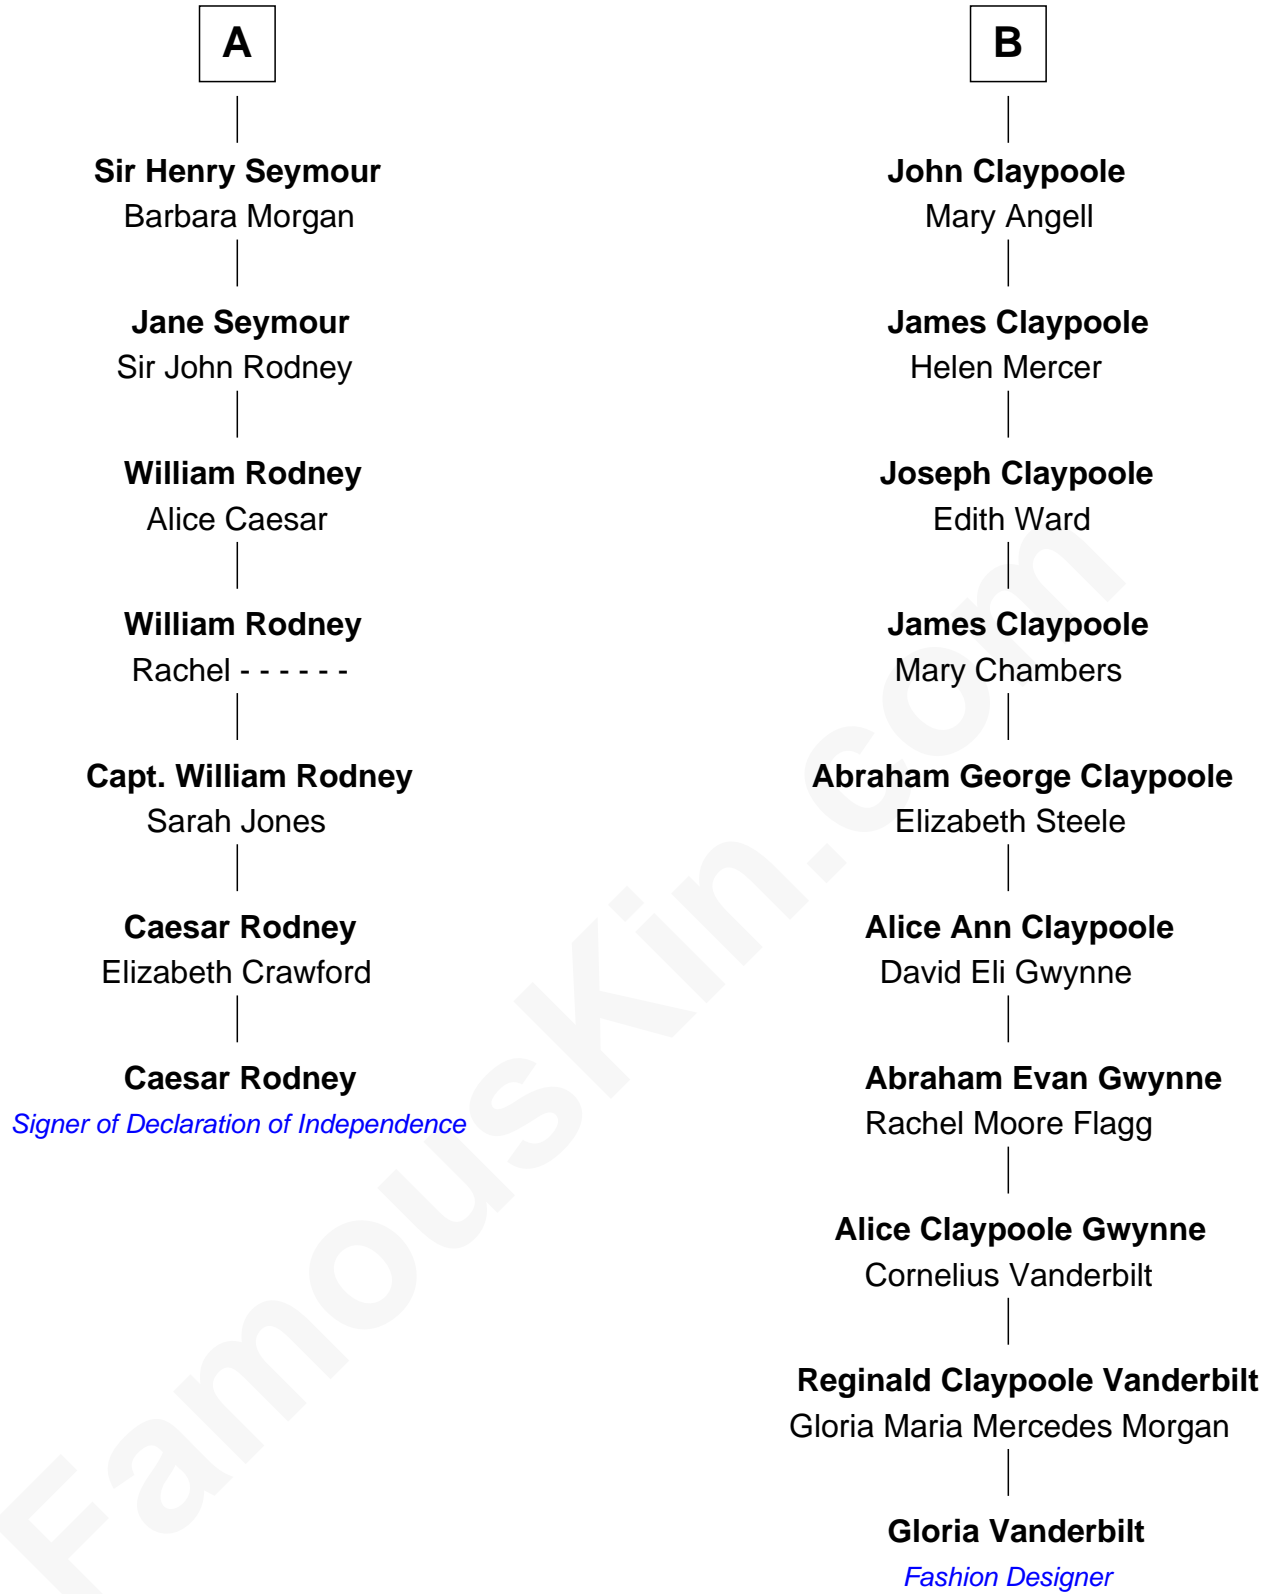 A
Sir Henry Seymour
Barbara Morgan
Jane Seymour
Sir John Rodney
William Rodney
Alice Caesar
William Rodney
Rachel - - - - - -
Capt. William Rodney
Sarah Jones
Caesar Rodney
Elizabeth Crawford
Caesar Rodney
Signer of Declaration of Independence
B
John Claypoole
Mary Angell
James Claypoole
Helen Mercer
Joseph Claypoole
Edith Ward
James Claypoole
Mary Chambers
Abraham George Claypoole
Elizabeth Steele
Alice Ann Claypoole
David Eli Gwynne
Abraham Evan Gwynne
Rachel Moore Flagg
Alice Claypoole Gwynne
Cornelius Vanderbilt
Reginald Claypoole Vanderbilt
Gloria Maria Mercedes Morgan
Gloria Vanderbilt
Fashion Designer
FamousKin.com